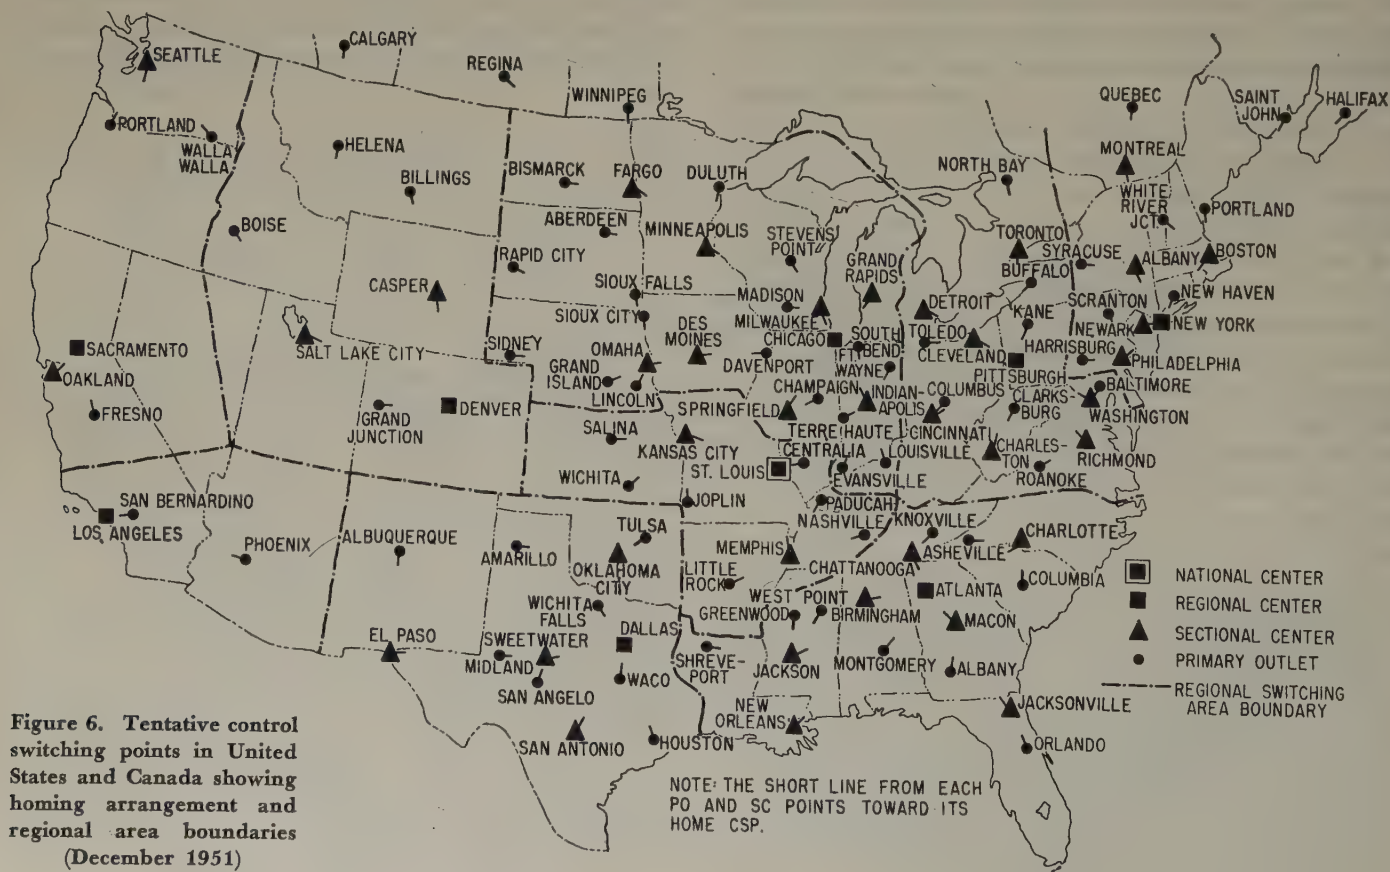 CALGARY
SEATTLE
REGINA
WINNIPEG
QUEBEC
SAINT
JOHN
HALIFAX
PORTLAND
WALLA
WALLA
HELENA
BILLINGS
BISMARCK
FARGO
DULUTH
NORTH BAY
MONTREAL
WHITE
RIVER
JCT.
PORTLAND
BOISE
ABERDEEN
MINNEAPOLIS
STEVENS
POINT
TORONTO
SYRACUSE
ALBANY
BOSTON
RAPID CITY
GRAND
RAPIDS
BUFFALO
CASPER
SIOUX FALLS
MADISON
DETROIT
KANE
SCRANTON
NEW HAVEN
SIOUX CITY
DES
MOINES
MILWAUKEE
CHICAGO
SOUTH
BEND
TOLEDO
CLEVELAND
NEWARK
NEW YORK
HARRISBURG
SACRAMENTO
SALT LAKE CITY
SIDNEY
OMAHA
GRAND
ISLAND
LINCOLN
DAVENPORT
FT.
WAYNE
PITTSBURGH
PHILADELPHIA
OAKLAND
CHAMPAIGN
INDIAN-
APOLIS
COLUMBUS
CLARKS-
BURG
BALTIMORE
WASHINGTON
FRESNO
GRAND
JUNCTION
DENVER
SPRINGFIELD
SALINA
KANSAS CITY
TERRE HAUTE
CINCINNATI
CHARLES-
TON
RICHMOND
CENTRALIA
LOUISVILLE
ST. LOUIS
EVANSVILLE
ROANOKE
WICHITA
JOPLIN
PADUCAH
SAN BERNARDINO
LOS ANGELES
PHOENIX
ALBUQUERQUE
AMARILLO
TULSA
OKLAHOMA
CITY
NASHVILLE
KNOXVILLE
CHARLOTTE
MEMPHIS
ASHEVILLE
CHATTANOOGA
LITTLE
ROCK
COLUMBIA
WICHITA
FALLS
WEST POINT
GREENWOOD
BIRMINGHAM
ATLANTA
MACON
EL PASO
SWEETWATER
MIDLAND
DALLAS
SHREVE-
PORT
JACKSON
MONTGOMERY
ALBANY
WACO
SAN ANGELO
NEW
ORLEANS
JACKSONVILLE
SAN ANTONIO
HOUSTON
ORLANDO
NATIONAL CENTER
REGIONAL CENTER
SECTIONAL CENTER
PRIMARY OUTLET
REGIONAL SWITCHING
AREA BOUNDARY
NOTE: THE SHORT LINE FROM EACH
PO AND SC POINTS TOWARD ITS
HOME CSP.
Figure 6. Tentative control
switching points in United
States and Canada showing
homing arrangement and
regional area boundaries
(December 1951)